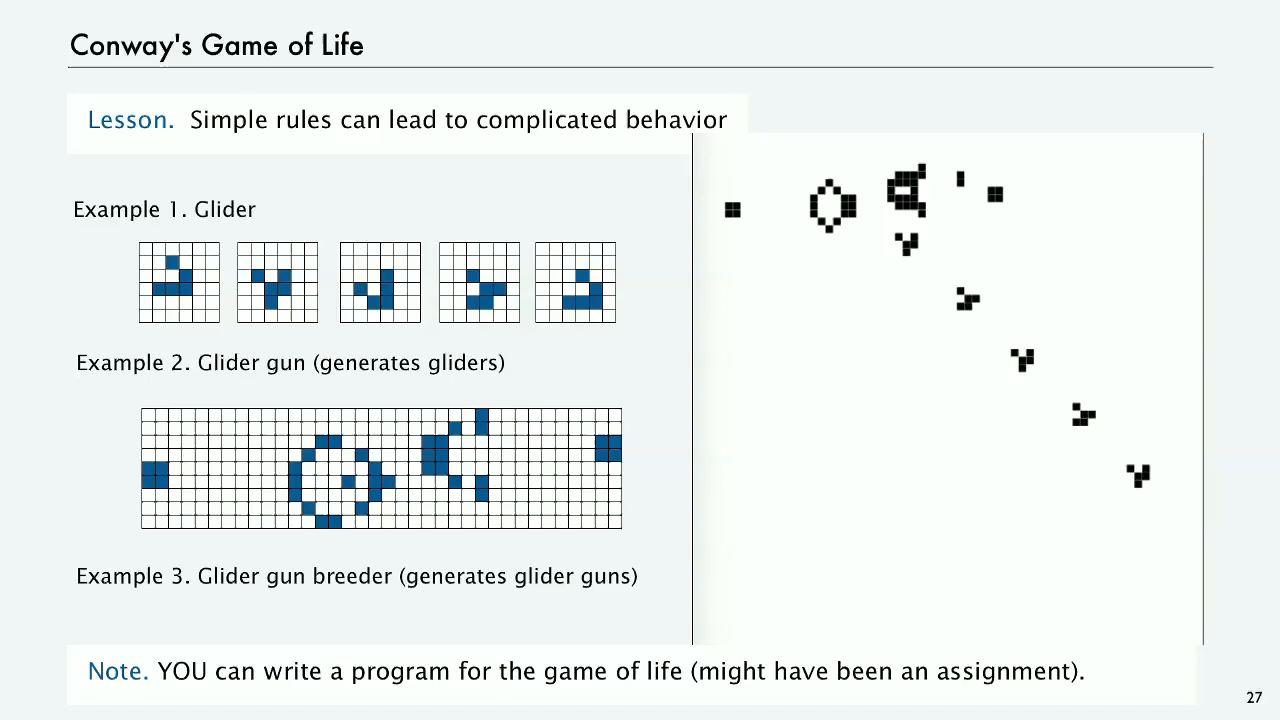 Conway's Game of Life
Lesson. Simple rules can lead to complicated behavior
Example 1. Glider
Example 2. Glider gun (generates gliders)
Example 3. Glider gun breeder (generates glider guns)
Note. YOU can write a program for the game of life (might have been an assignment).
27